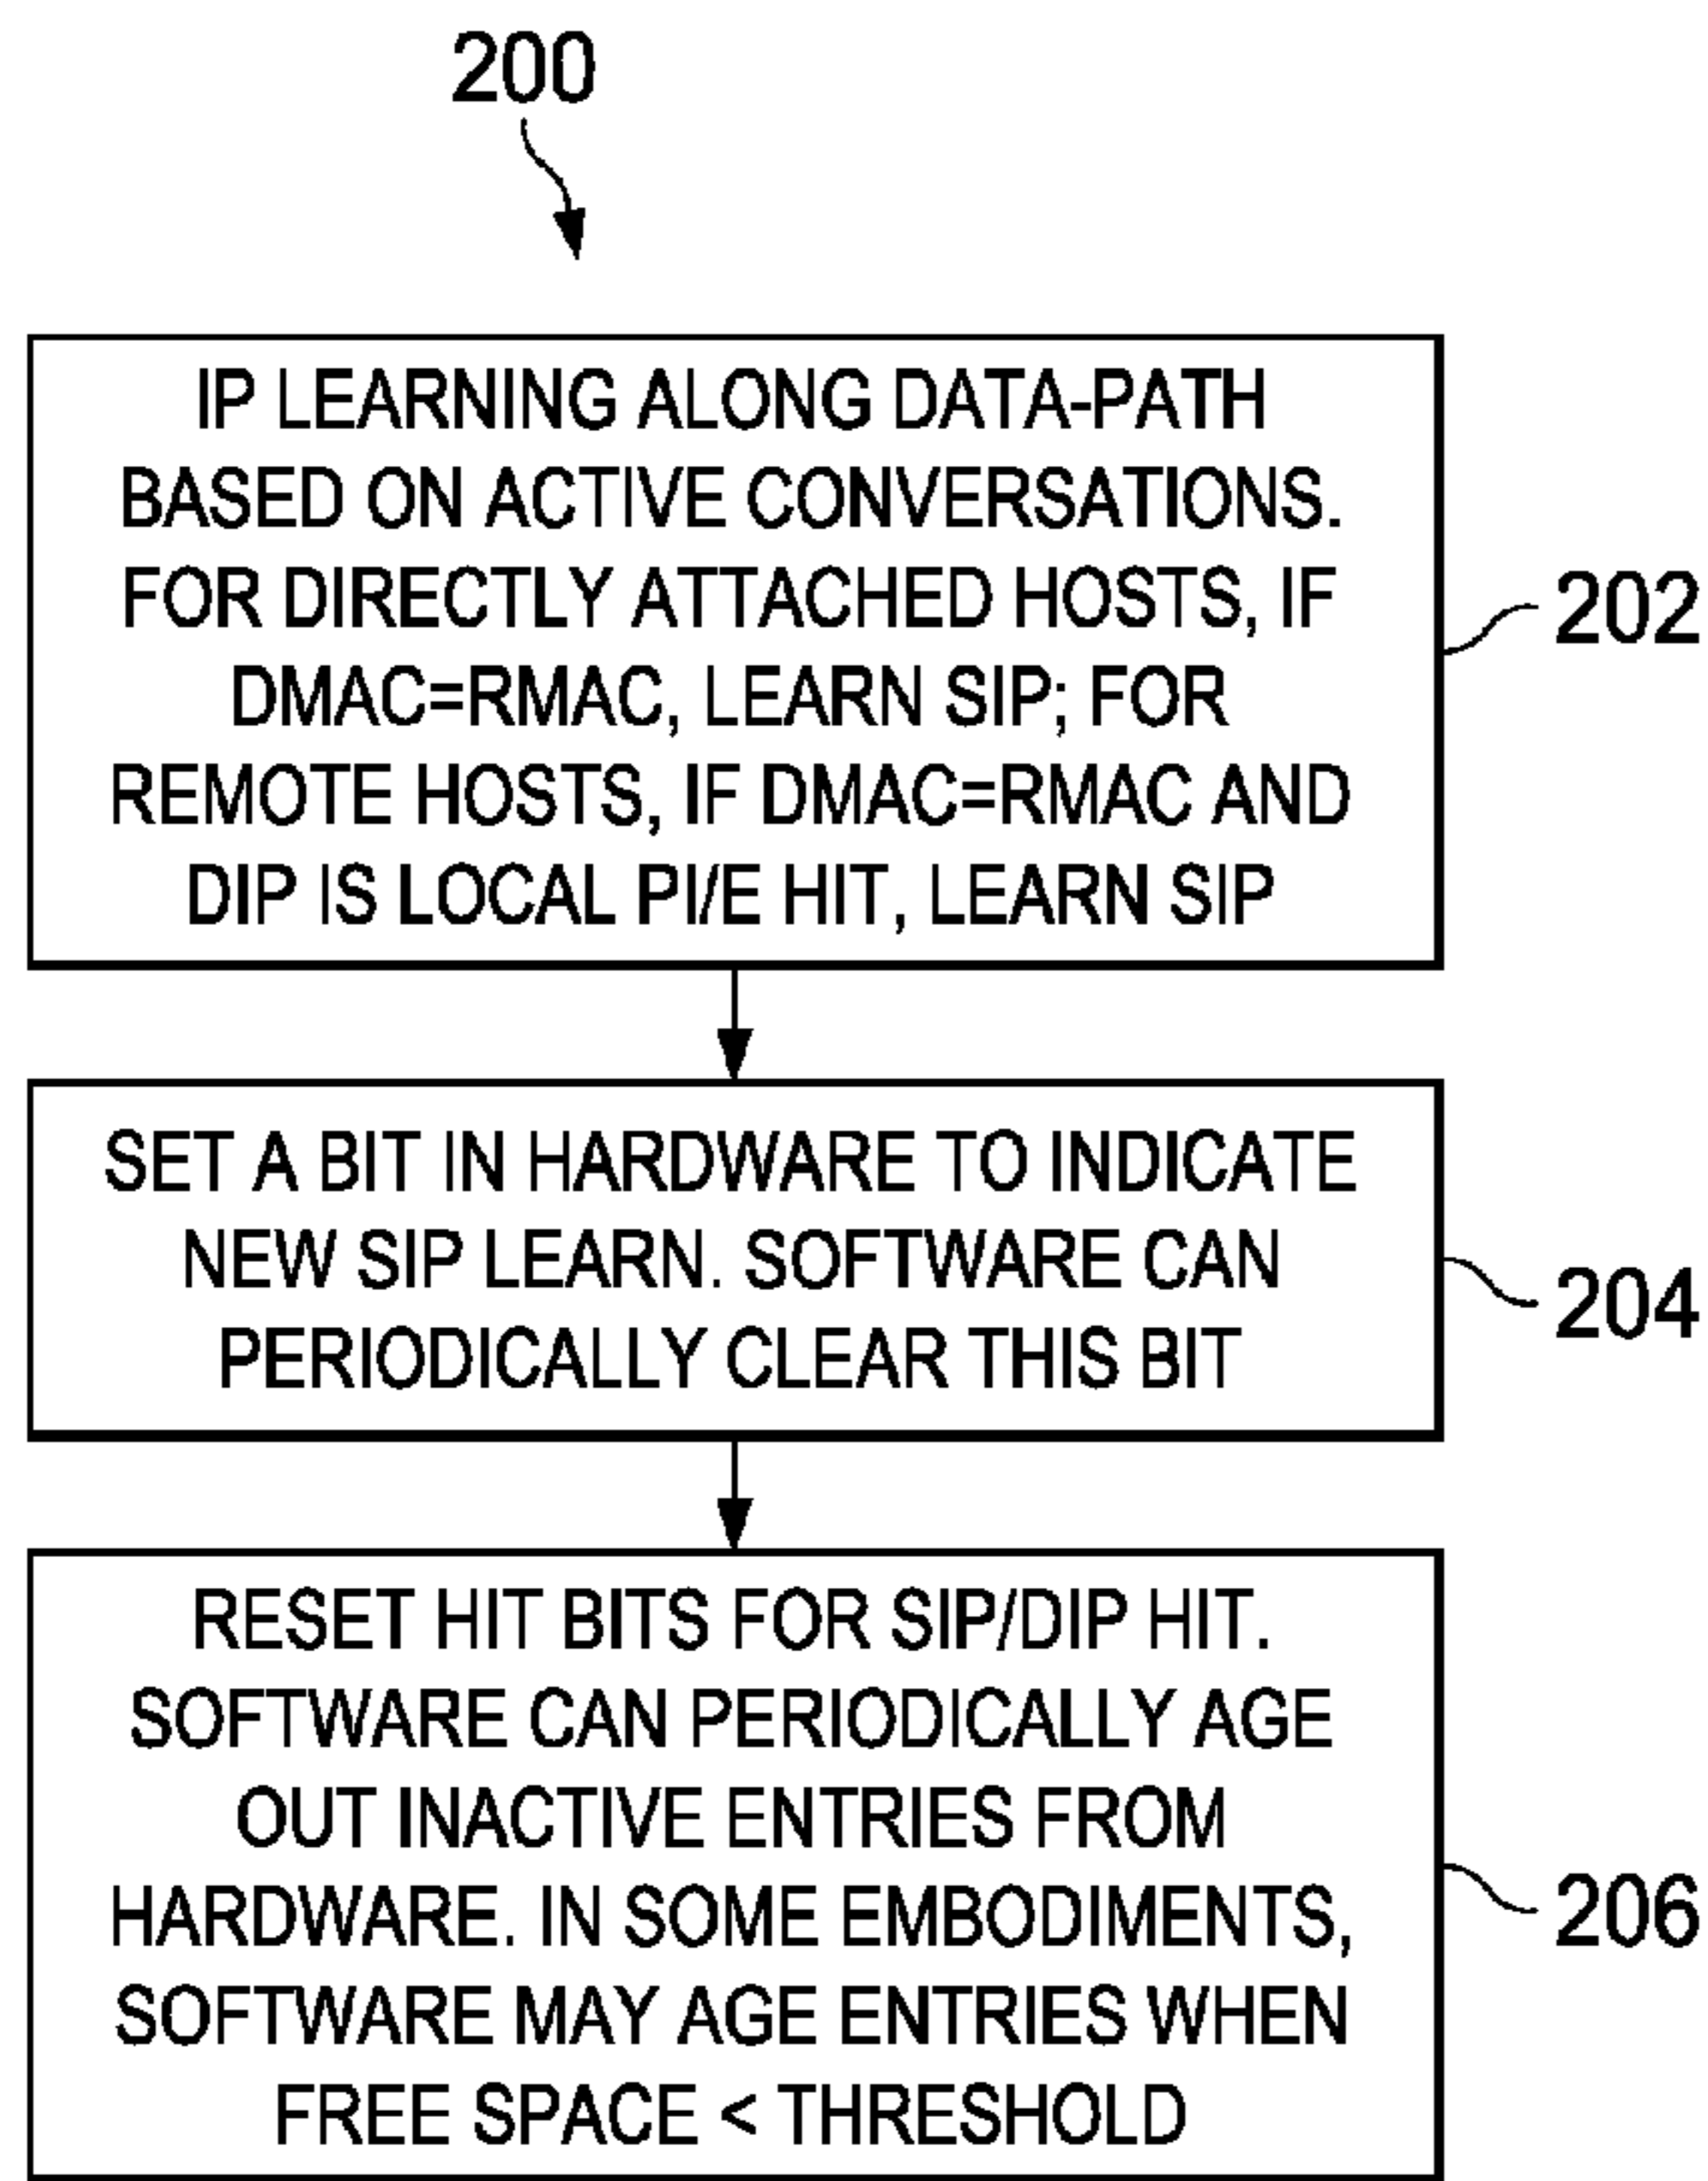 200
IP LEARNING ALONG DATA-PATH
BASED ON ACTIVE CONVERSATIONS.
FOR DIRECTLY ATTACHED HOSTS, IF
DMAC=RMAC, LEARN SIP; FOR
REMOTE HOSTS, IF DMAC=RMAC AND
DIP IS LOCAL PI/E HIT, LEARN SIP
202
SET A BIT IN HARDWARE TO INDICATE
NEW SIP LEARN. SOFTWARE CAN
PERIODICALLY CLEAR THIS BIT
204
RESET HIT BITS FOR SIP/DIP HIT.
SOFTWARE CAN PERIODICALLY AGE
OUT INACTIVE ENTRIES FROM
HARDWARE. IN SOME EMBODIMENTS,
SOFTWARE MAY AGE ENTRIES WHEN
FREE SPACE < THRESHOLD
206